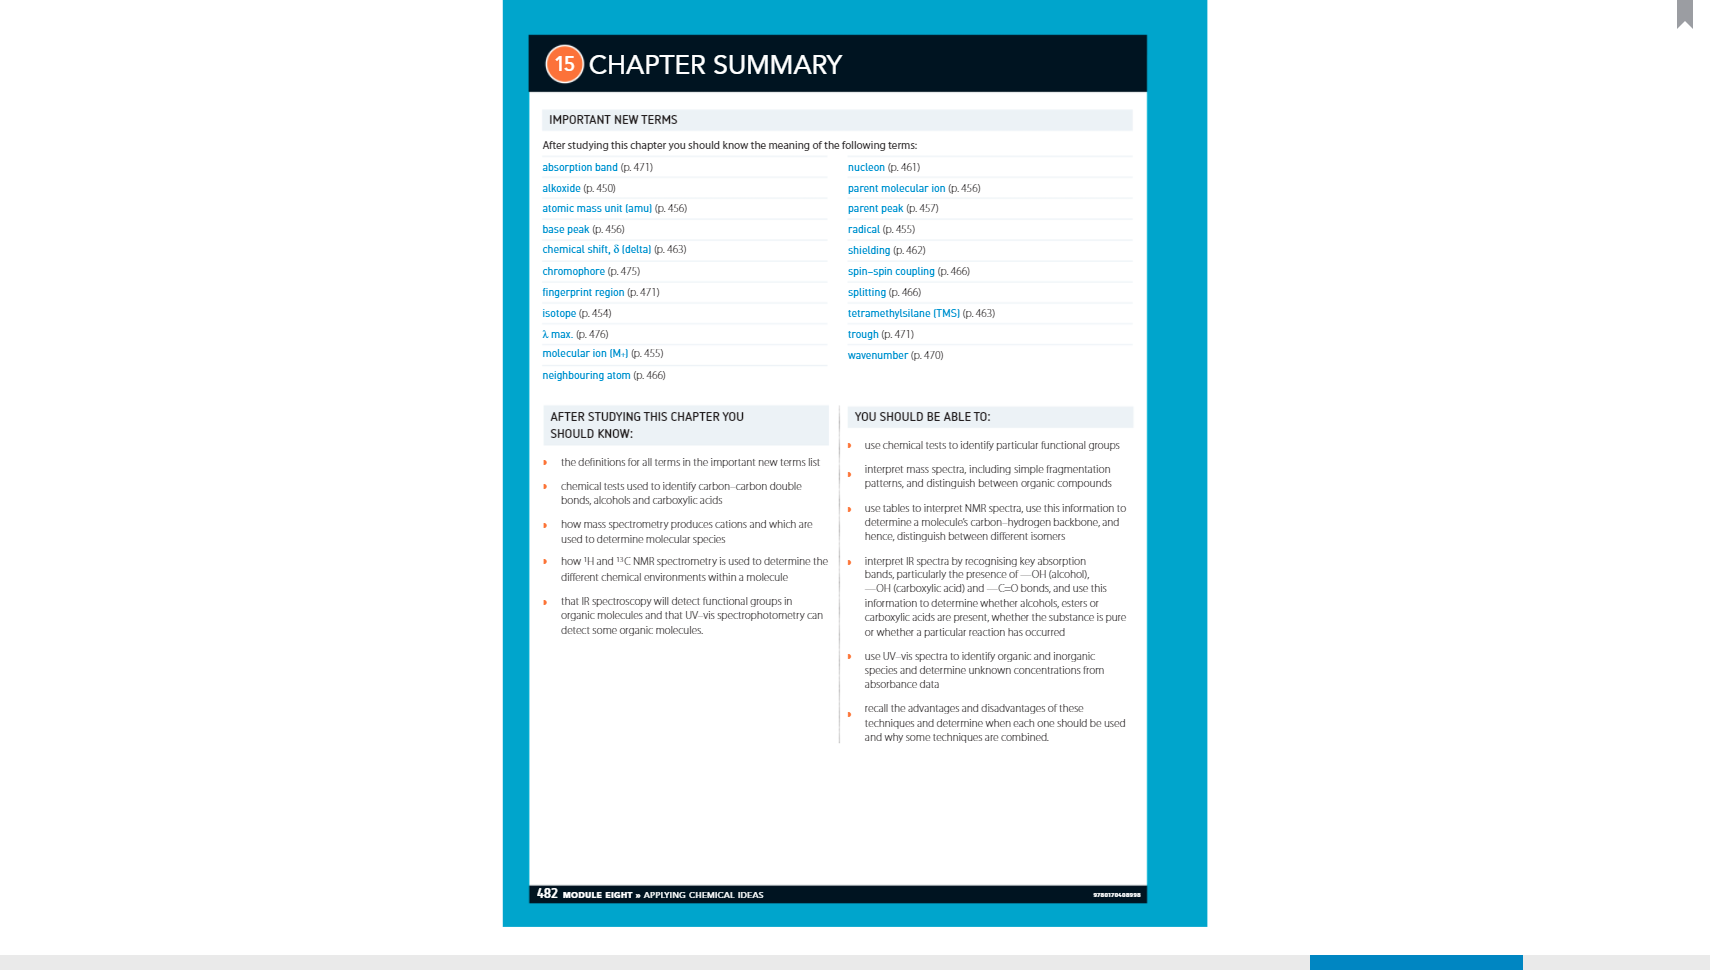 15 CHAPTER SUMMARY
IMPORTANT NEW TERMS
After studying this chapter you should know the meaning of the following terms:
absorption band (p. 471)
alkoxide (p. 450)
atomic mass unit (amu) (p. 456)
base peak (p. 456)
chemical shift, δ (delta) (p. 463)
chromophore (p. 475)
fingerprint region (p. 471)
isotope (p. 454)
λ max. (p. 476)
molecular ion (M₊) (p. 455)
neighbouring atom (p. 466)
nucleon (p. 461)
parent molecular ion (p. 456)
parent peak (p. 457)
radical (p. 455)
shielding (p. 462)
spin–spin coupling (p. 466)
splitting (p. 466)
tetramethylsilane (TMS) (p. 463)
trough (p. 471)
wavenumber (p. 470)
AFTER STUDYING THIS CHAPTER YOU
SHOULD KNOW:
the definitions for all terms in the important new terms list
chemical tests used to identify carbon–carbon double
bonds, alcohols and carboxylic acids
how mass spectrometry produces cations and which are
used to determine molecular species
how ¹H and ¹³C NMR spectrometry is used to determine the
different chemical environments within a molecule
that IR spectroscopy will detect functional groups in
organic molecules and that UV–vis spectrophotometry can
detect some organic molecules.
YOU SHOULD BE ABLE TO:
use chemical tests to identify particular functional groups
interpret mass spectra, including simple fragmentation
patterns, and distinguish between organic compounds
use tables to interpret NMR spectra, use this information to
determine a molecule's carbon–hydrogen backbone, and
hence, distinguish between different isomers
interpret IR spectra by recognising key absorption
bands, particularly the presence of —OH (alcohol),
—OH (carboxylic acid) and —C=O bonds, and use this
information to determine whether alcohols, esters or
carboxylic acids are present, whether the substance is pure
or whether a particular reaction has occurred
use UV–vis spectra to identify organic and inorganic
species and determine unknown concentrations from
absorbance data
recall the advantages and disadvantages of these
techniques and determine when each one should be used
and why some techniques are combined.
482 MODULE EIGHT » APPLYING CHEMICAL IDEAS
9780170408998